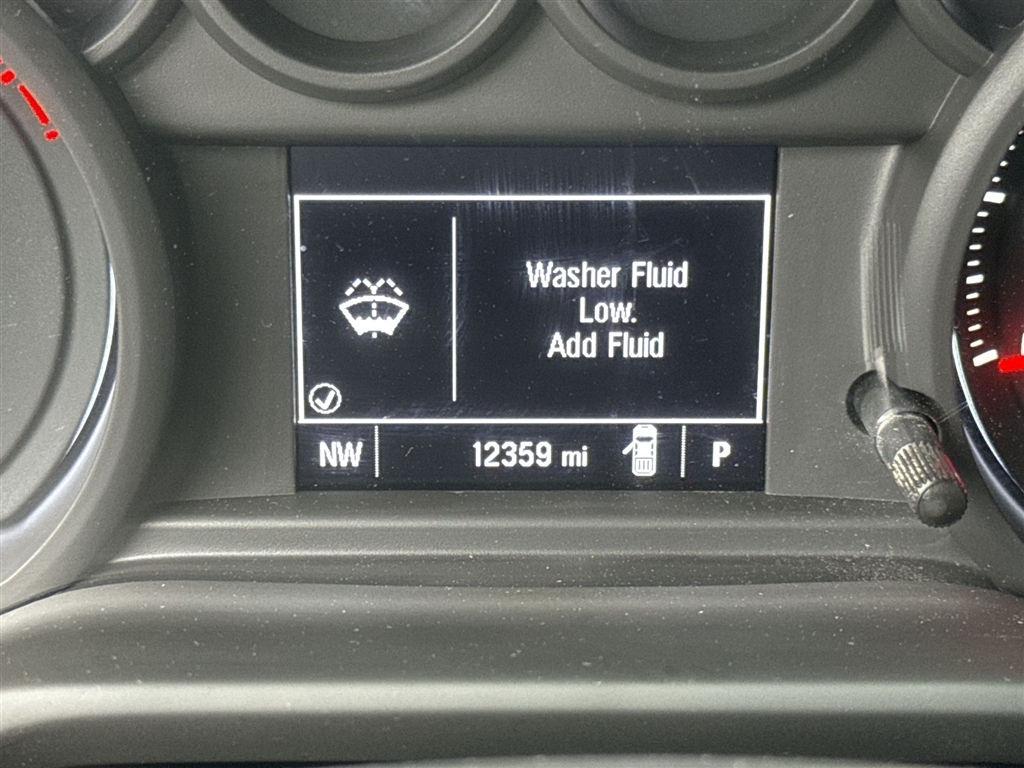 Washer Fluid
Low.
Add Fluid
NW 12359 mi P